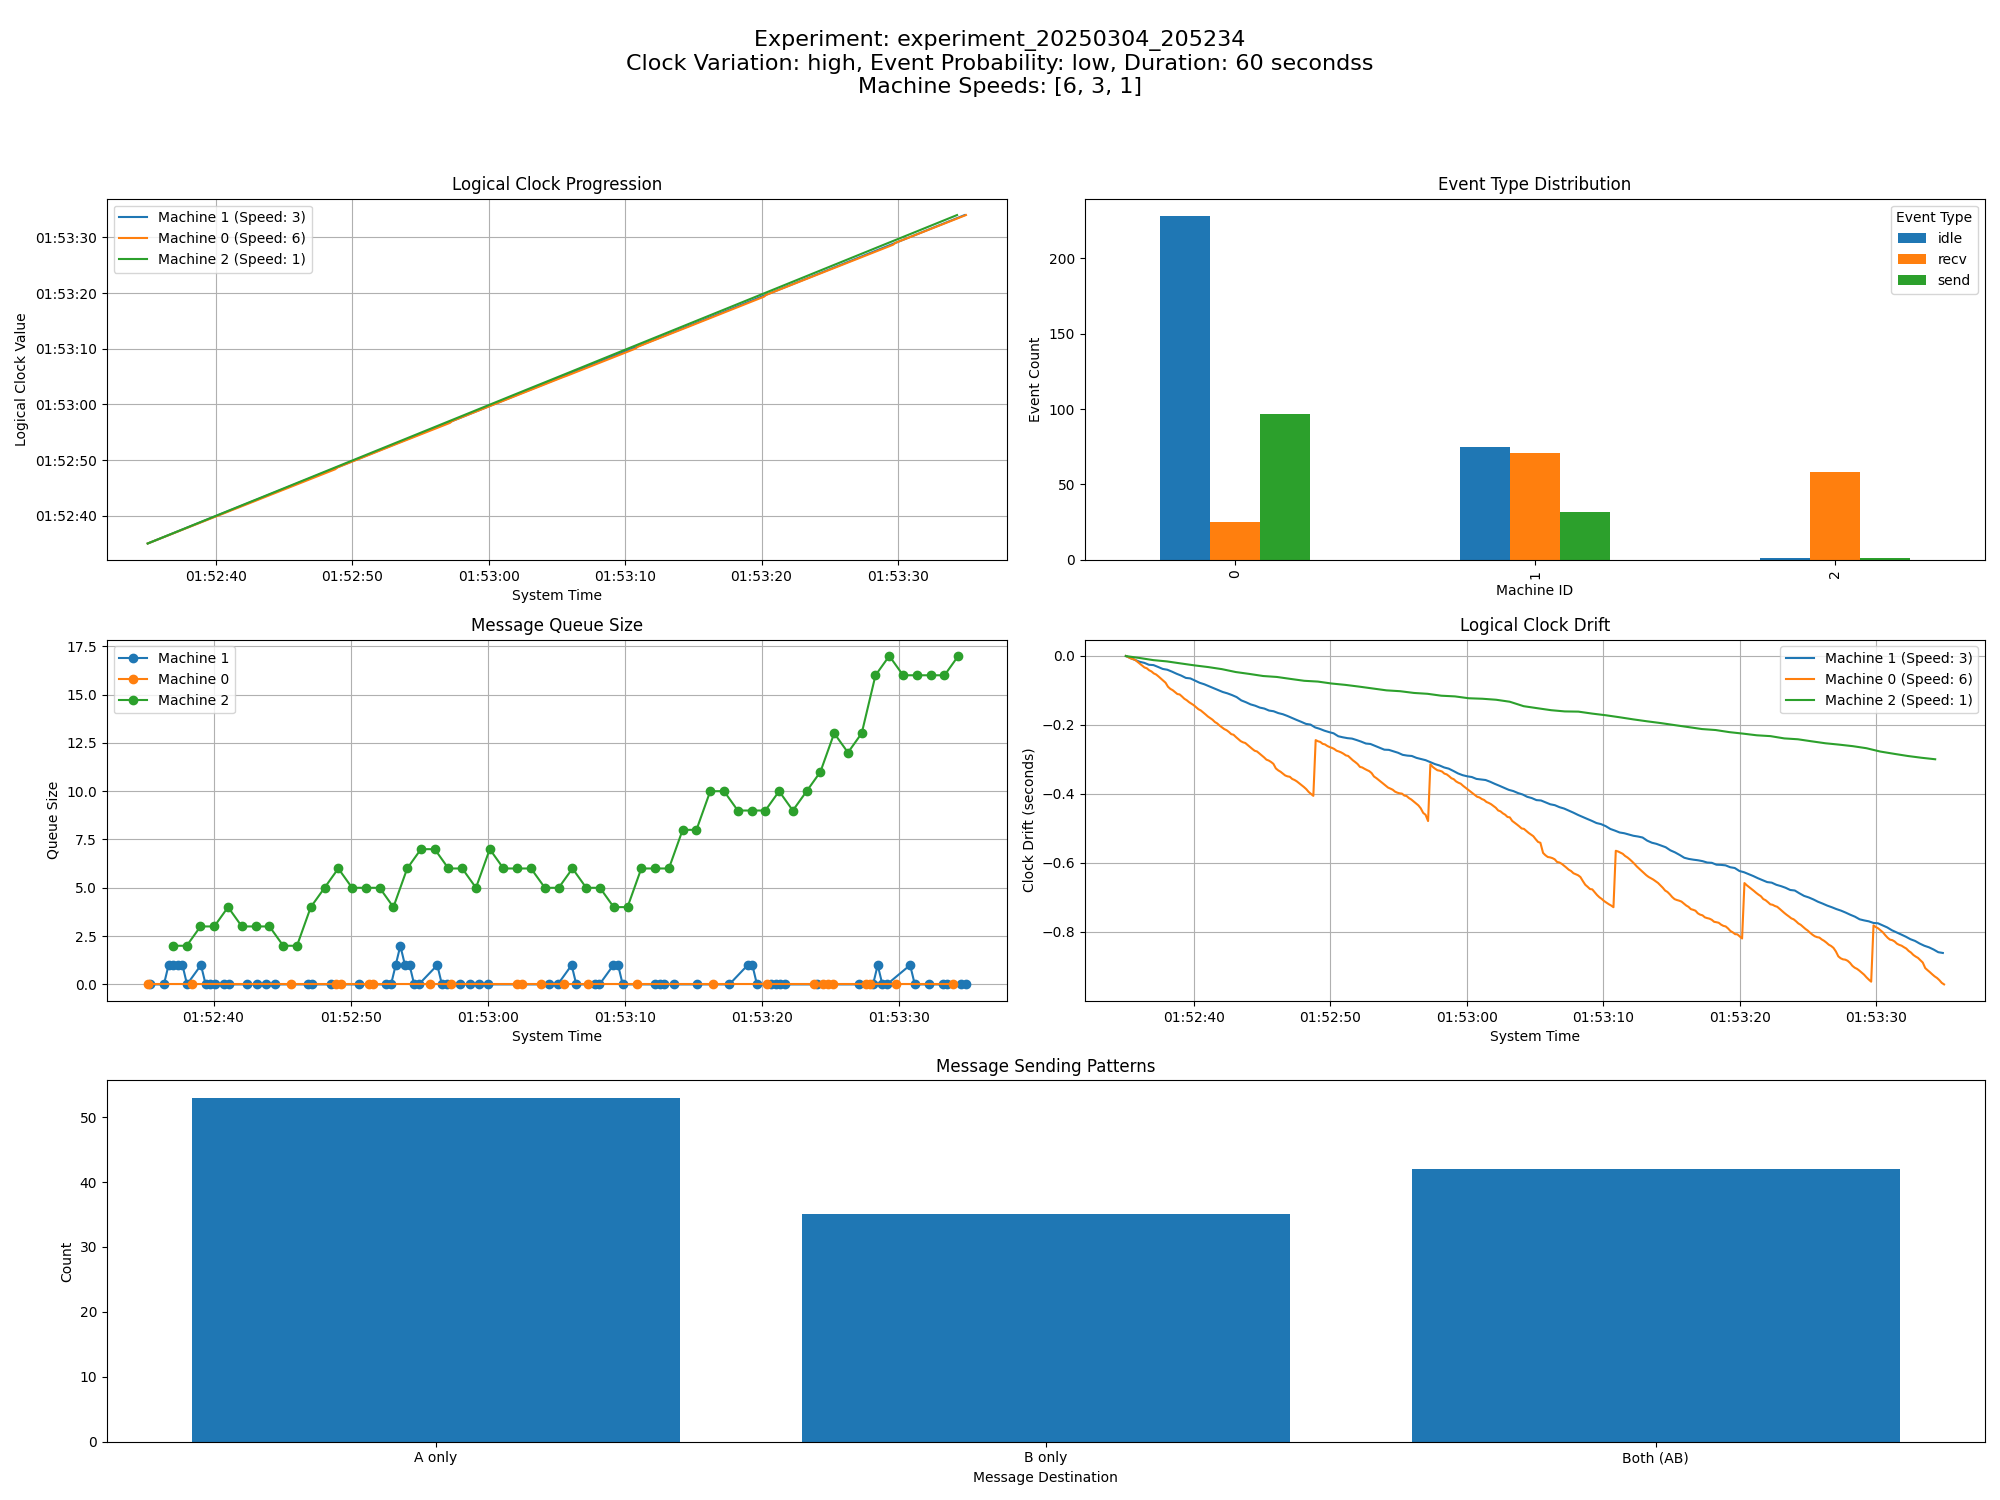 Experiment: experiment_20250304_205234
Clock Variation: high, Event Probability: low, Duration: 60 secondss
Machine Speeds: [6, 3, 1]
Logical Clock Progression
Machine 1 (Speed: 3)
Machine 0 (Speed: 6)
Machine 2 (Speed: 1)
Logical Clock Value
01:53:30
01:53:20
01:53:10
01:53:00
01:52:50
01:52:40
01:52:40 01:52:50 01:53:00 01:53:10 01:53:20 01:53:30
System Time
Event Type Distribution
Event Type
idle
recv
send
Event Count
200
150
100
50
0
0 1 2
Machine ID
Message Queue Size
Machine 1
Machine 0
Machine 2
Queue Size
17.5
15.0
12.5
10.0
7.5
5.0
2.5
0.0
01:52:40 01:52:50 01:53:00 01:53:10 01:53:20 01:53:30
System Time
Logical Clock Drift
Machine 1 (Speed: 3)
Machine 0 (Speed: 6)
Machine 2 (Speed: 1)
Clock Drift (seconds)
0.0
−0.2
−0.4
−0.6
−0.8
01:52:40 01:52:50 01:53:00 01:53:10 01:53:20 01:53:30
System Time
Message Sending Patterns
Count
50
40
30
20
10
0
A only B only Both (AB)
Message Destination